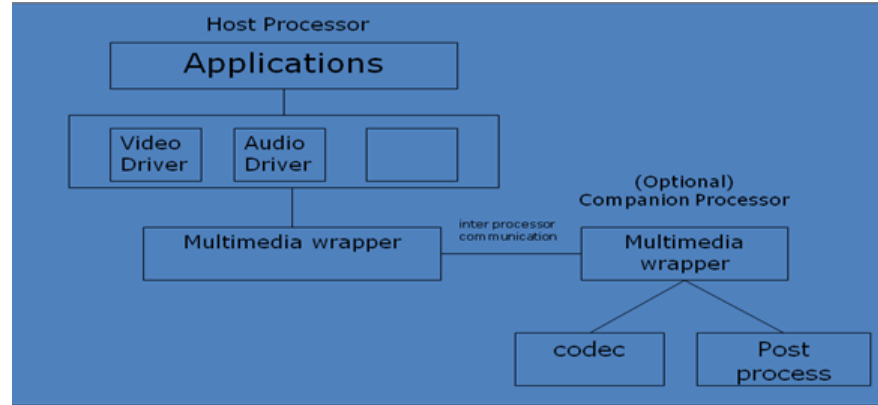 Host Processor
Applications
Video
Driver
Audio
Driver
(Optional)
Companion Processor
Multimedia wrapper
inter processor
communication
Multimedia
wrapper
codec
Post
process